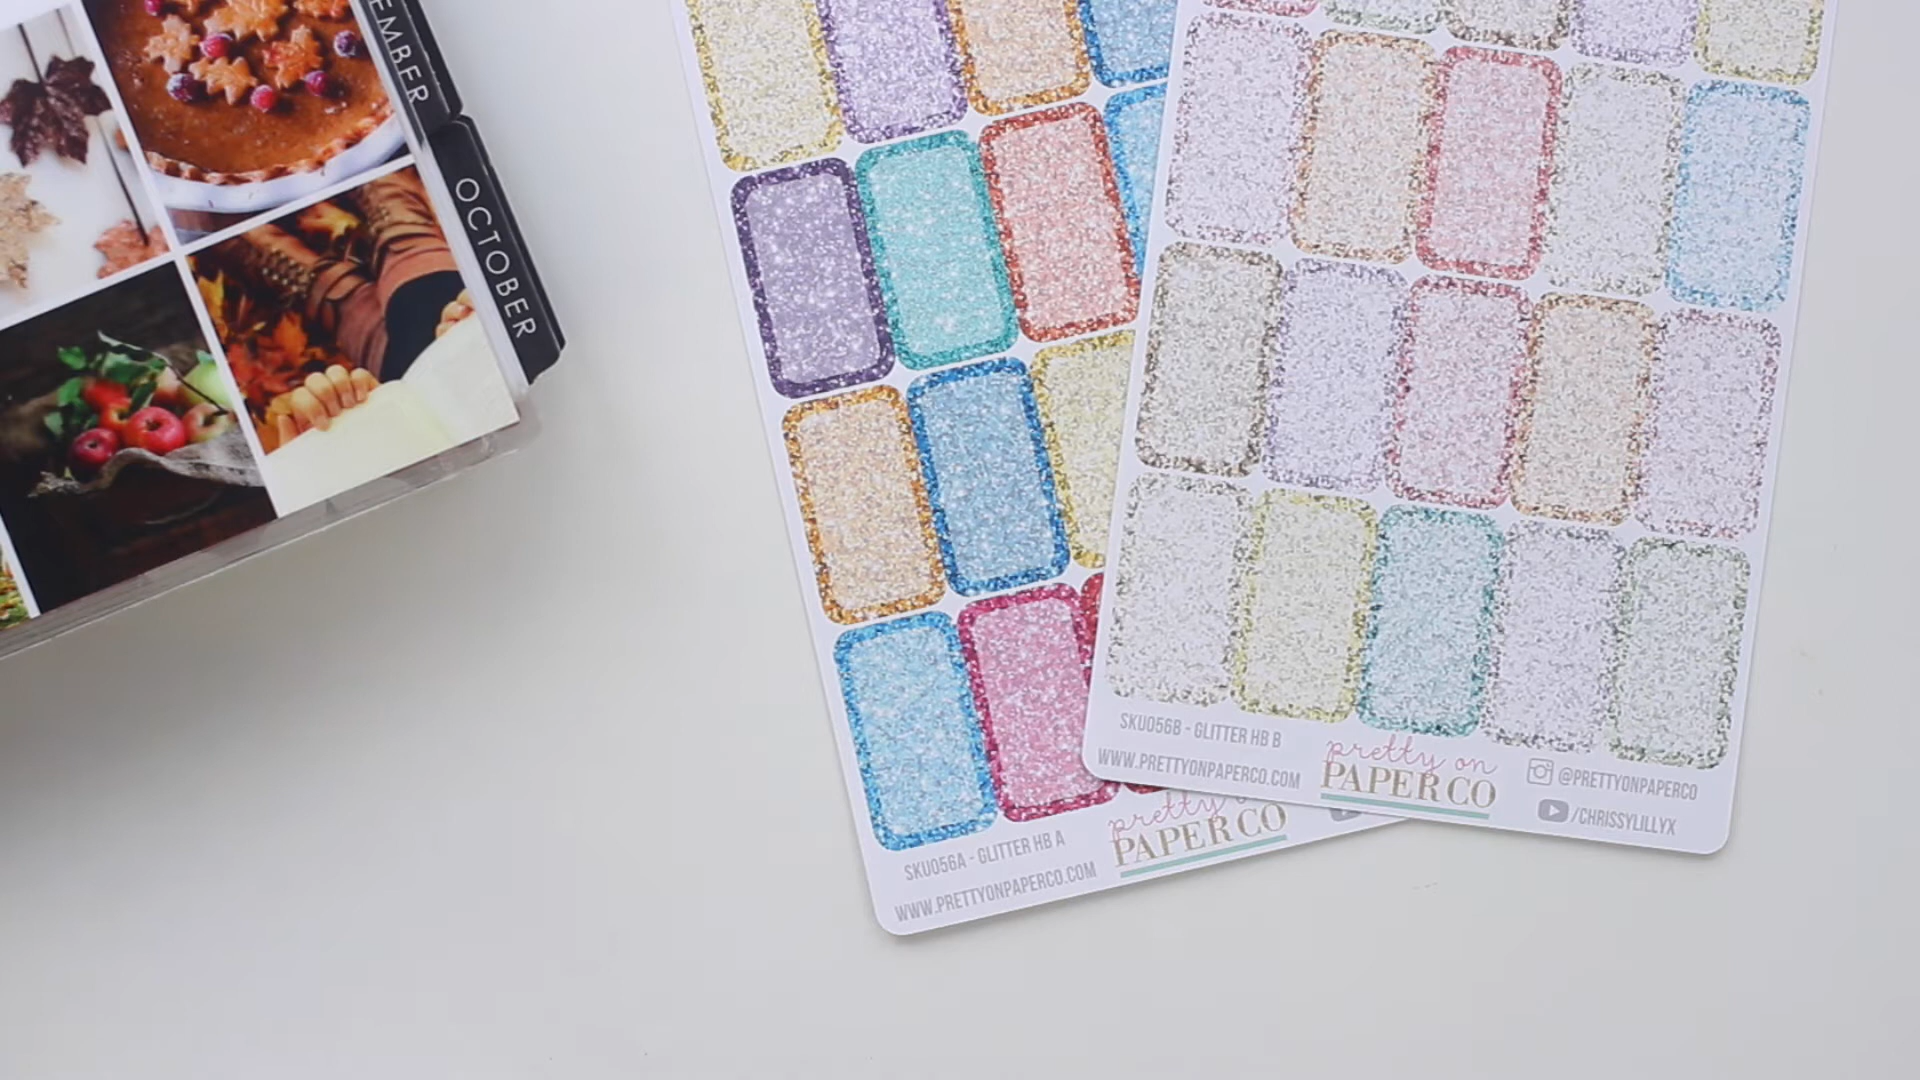 EMBER
OCTOBER
SKU056B - GLITTER HB B
WWW.PRETTYONPAPERCO.COM
pretty on
PAPER CO
@PRETTYONPAPERCO
/CHRISSYLILLYX
SKU056A - GLITTER HB A
WWW.PRETTYONPAPERCO.COM
pretty
PAPER CO